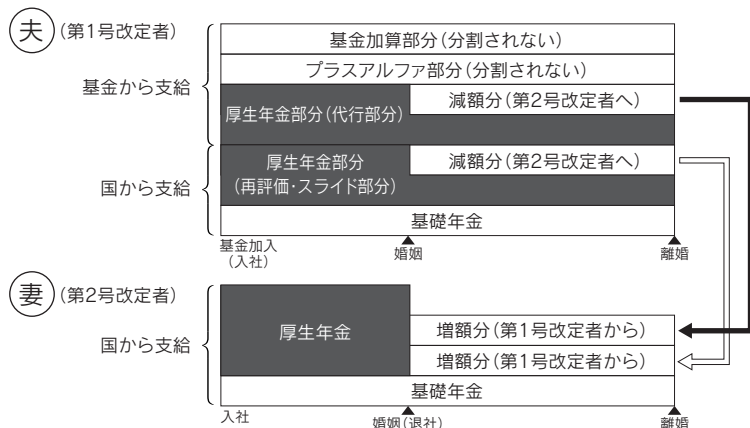 夫(第1号改定者)
基金加算部分(分割されない)
プラスアルファ部分(分割されない)
基金から支給
厚生年金部分(代行部分)
減額分(第2号改定者へ)
厚生年金部分
(再評価・スライド部分)
減額分(第2号改定者へ)
国から支給
基礎年金
基金加入
(入社)
▲
婚姻
▲
離婚
妻(第2号改定者)
厚生年金
増額分(第1号改定者から)
国から支給
増額分(第1号改定者から)
基礎年金
入社
▲
婚姻(退社)
▲
離婚